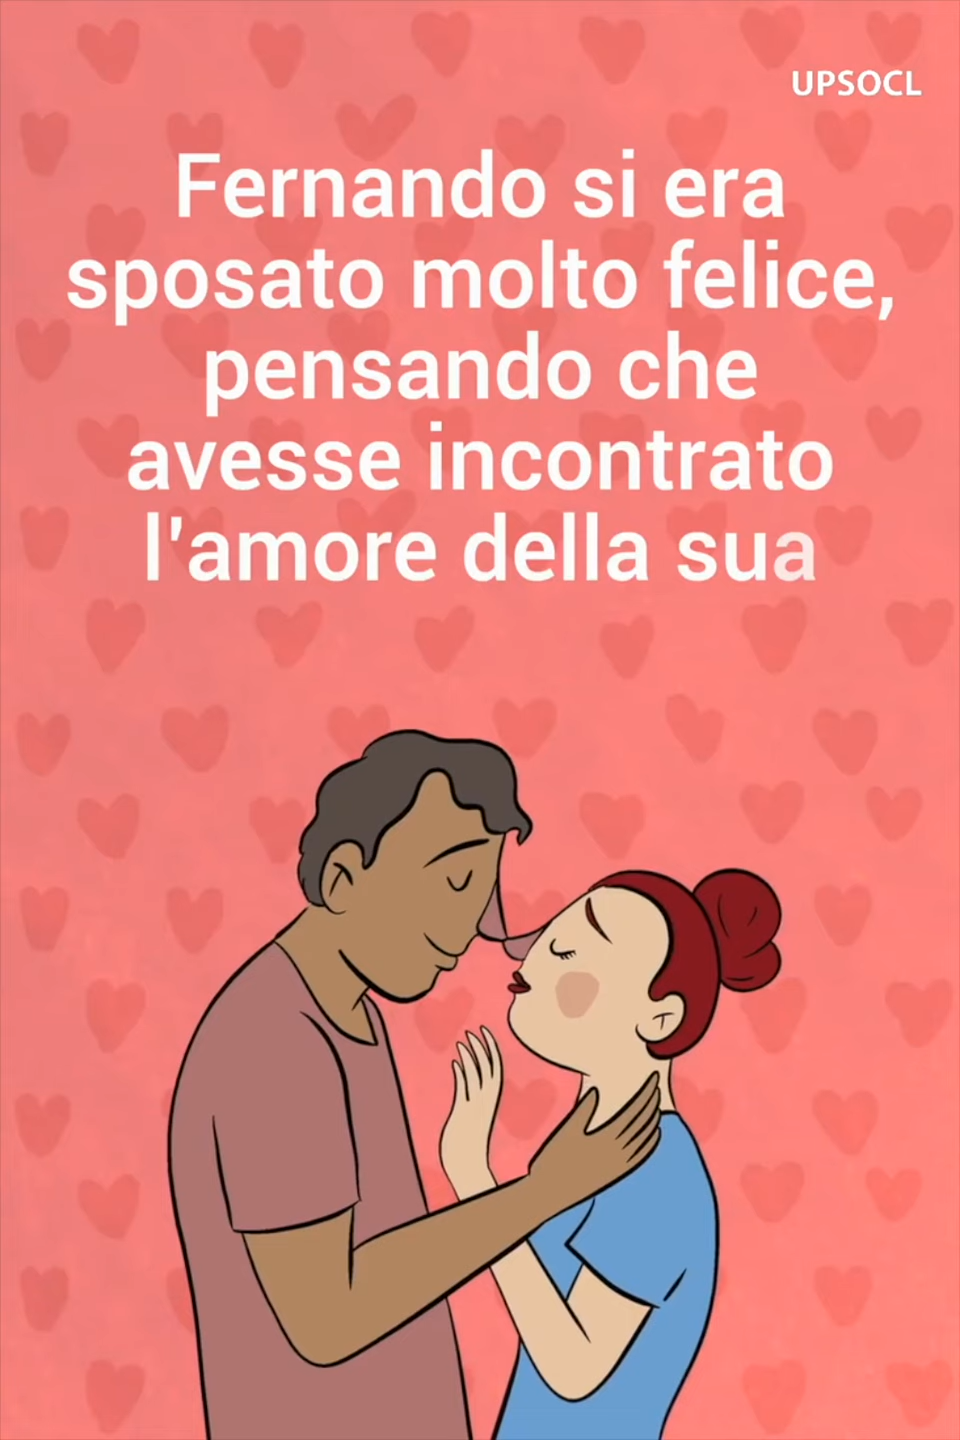 UPSOCL
Fernando si era
sposato molto felice,
pensando che
avesse incontrato
l'amore della sua